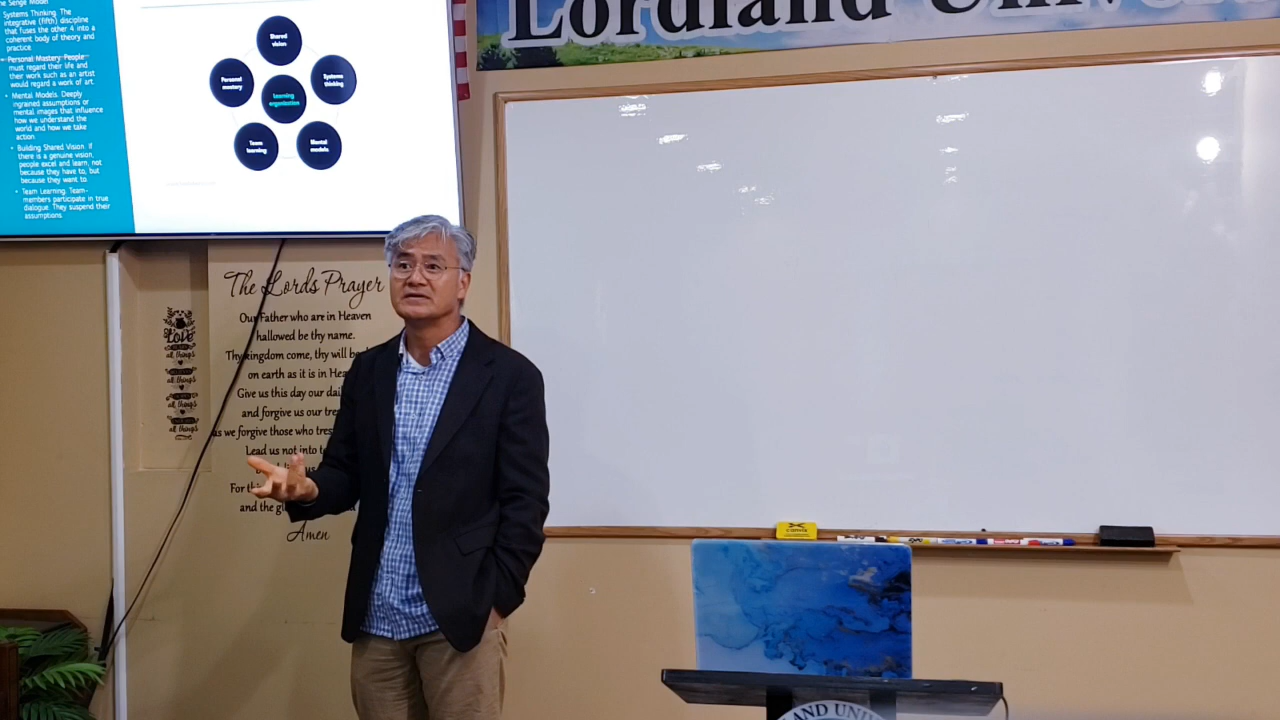 The Senge Model
Systems Thinking. The
integrative (fifth) discipline
that fuses the other 4 into a
coherent body of theory and
practice
• Personal Mastery: People
must regard their life and
their work such as an artist
would regard a work of art.
• Mental Models. Deeply
ingrained assumptions or
mental images that influence
how we understand the
world and how we take
action
• Building Shared Vision. If
there is a genuine vision,
people excel and learn, not
because they have to, but
because they want to.
• Team Learning. Team-
members participate in true
dialogue. They suspend their
assumptions
Shared
vision
Personal
mastery
Systems
thinking
Learning
organization
Team
learning
Mental
models
Lordland University
The Lords Prayer
Our Father who are in Heaven
hallowed be thy name.
Thy kingdom come, thy will be
on earth as it is in Hea
Give us this day our dai
and forgive us our tres
as we forgive those who tres
Lead us not into t
For th
and the gl
Amen
LOVE
all things
all things
all things
all things
LAND UNIV